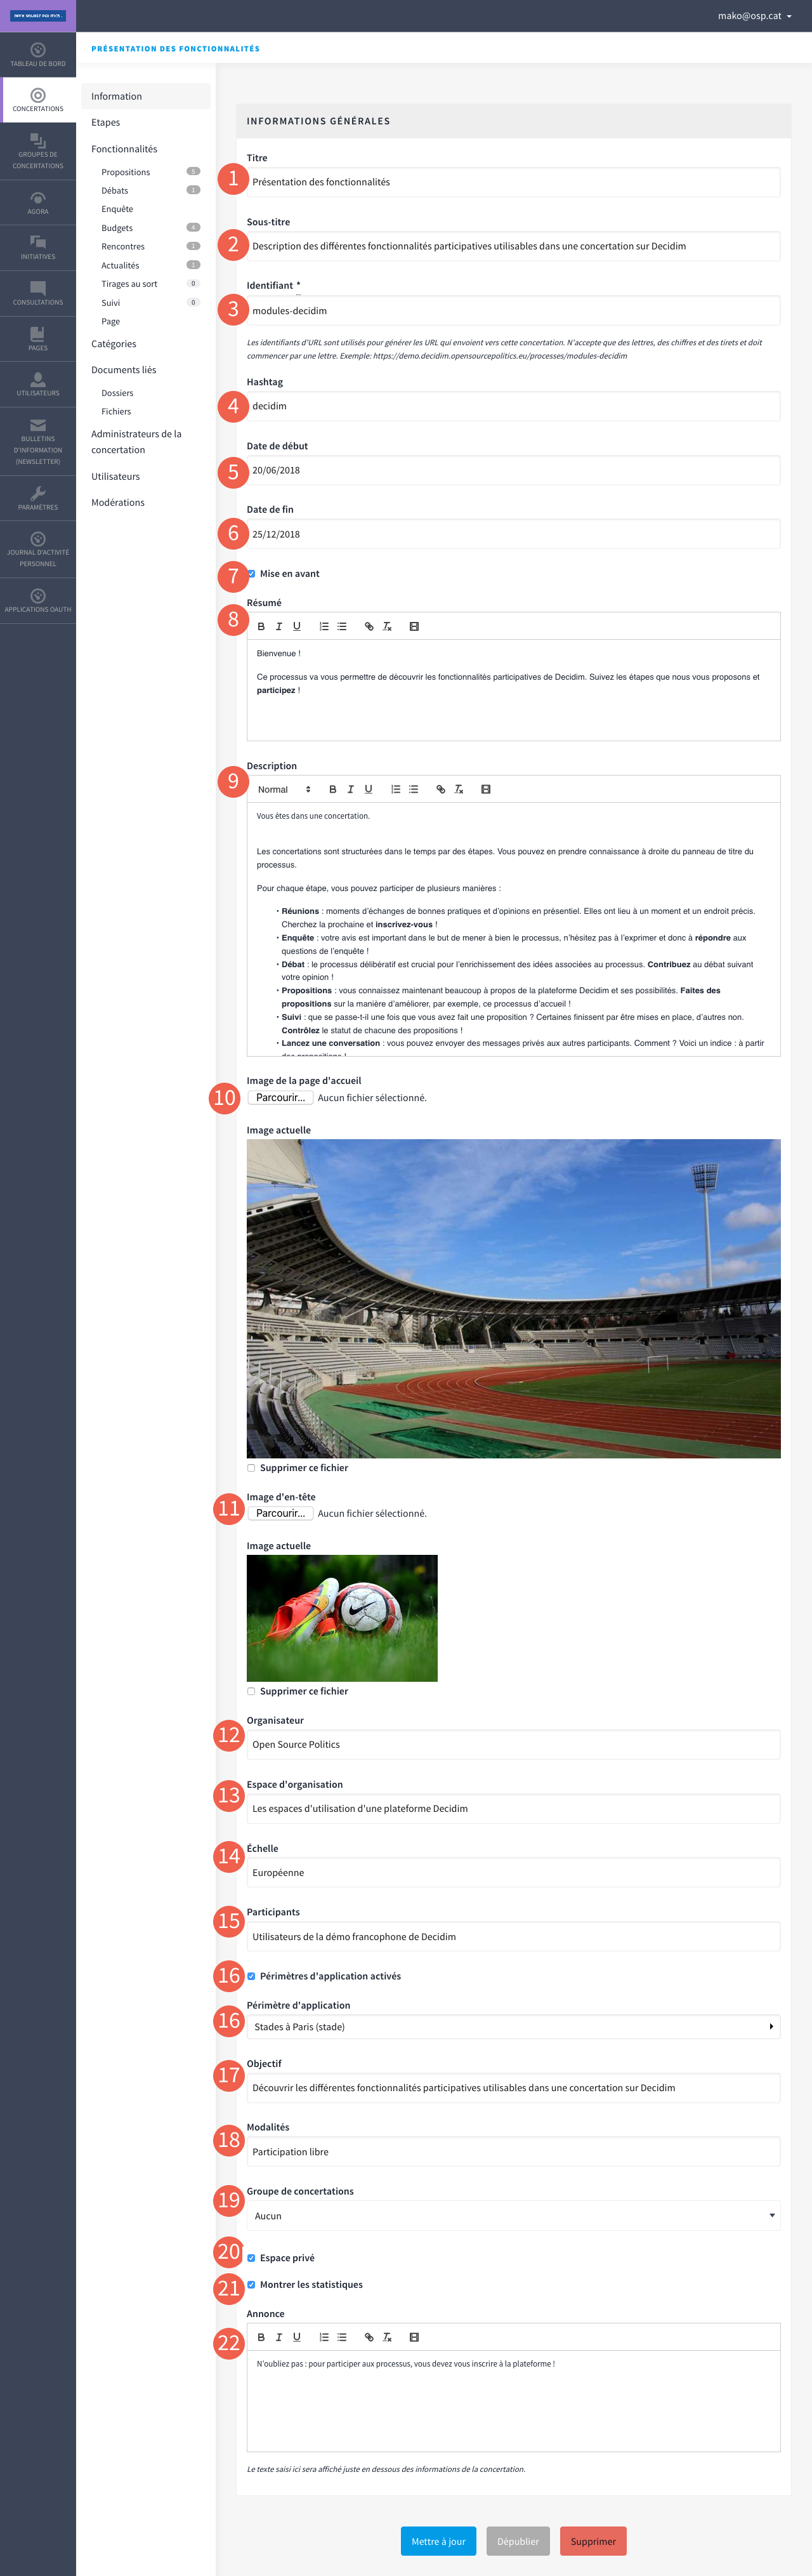 mako@osp.cat
PRÉSENTATION DES FONCTIONNALITÉS
TABLEAU DE BORD
CONCERTATIONS
GROUPES DE
CONCERTATIONS
AGORA
INITIATIVES
CONSULTATIONS
PAGES
UTILISATEURS
BULLETINS
D'INFORMATION
(NEWSLETTER)
PARAMÈTRES
JOURNAL D'ACTIVITÉ
PERSONNEL
APPLICATIONS OAUTH
Information
Etapes
Fonctionnalités
Propositions 5
Débats 1
Enquête
Budgets 4
Rencontres 1
Actualités
Tirages au sort 0
Suivi 0
Page
Catégories
Documents liés
Dossiers
Fichiers
Administrateurs de la
concertation
Utilisateurs
Modérations
INFORMATIONS GÉNÉRALES
Titre
1 Présentation des fonctionnalités
Sous-titre
2 Description des différentes fonctionnalités participatives utilisables dans une concertation sur Decidim
Identifiant *
3 modules-decidim
Les identifiants d'URL sont utilisés pour générer les URL qui envoient vers cette concertation. N'accepte que des lettres, des chiffres et des tirets et doit
commencer par une lettre. Exemple: https://demo.decidim.opensourcepolitics.eu/processes/modules-decidim
Hashtag
4 decidim
Date de début
5 20/06/2018
Date de fin
6 25/12/2018
7 Mise en avant
Résumé
8 B I U
Bienvenue !
Ce processus va vous permettre de découvrir les fonctionnalités participatives de Decidim. Suivez les étapes que nous vous proposons et
participez !
Description
9 Normal B I U
Vous êtes dans une concertation.
Les concertations sont structurées dans le temps par des étapes. Vous pouvez en prendre connaissance à droite du panneau de titre du
processus.
Pour chaque étape, vous pouvez participer de plusieurs manières :
• Réunions : moments d'échanges de bonnes pratiques et d'opinions en présentiel. Elles ont lieu à un moment et un endroit précis.
Cherchez la prochaine et inscrivez-vous !
• Enquête : votre avis est important dans le but de mener à bien le processus, n'hésitez pas à l'exprimer et donc à répondre aux
questions de l'enquête !
• Débat : le processus délibératif est crucial pour l'enrichissement des idées associées au processus. Contribuez au débat suivant
votre opinion !
• Propositions : vous connaissez maintenant beaucoup à propos de la plateforme Decidim et ses possibilités. Faites des
propositions sur la manière d'améliorer, par exemple, ce processus d'accueil !
• Suivi : que se passe-t-il une fois que vous avez fait une proposition ? Certaines finissent par être mises en place, d'autres non.
Contrôlez le statut de chacune des propositions !
• Lancez une conversation : vous pouvez envoyer des messages privés aux autres participants. Comment ? Voici un indice : à partir
des propositions !
Image de la page d'accueil
10 Parcourir... Aucun fichier sélectionné.
Image actuelle
Supprimer ce fichier
Image d'en-tête
11 Parcourir... Aucun fichier sélectionné.
Image actuelle
Supprimer ce fichier
Organisateur
12 Open Source Politics
Espace d'organisation
13 Les espaces d'utilisation d'une plateforme Decidim
Échelle
14 Européenne
Participants
15 Utilisateurs de la démo francophone de Decidim
16 Périmètres d'application activés
Périmètre d'application
16 Stades à Paris (stade)
Objectif
17 Découvrir les différentes fonctionnalités participatives utilisables dans une concertation sur Decidim
Modalités
18 Participation libre
Groupe de concertations
19 Aucun
20 Espace privé
21 Montrer les statistiques
Annonce
22 B I U
N'oubliez pas : pour participer aux processus, vous devez vous inscrire à la plateforme !
Le texte saisi ici sera affiché juste en dessous des informations de la concertation.
Mettre à jour Dépublier Supprimer